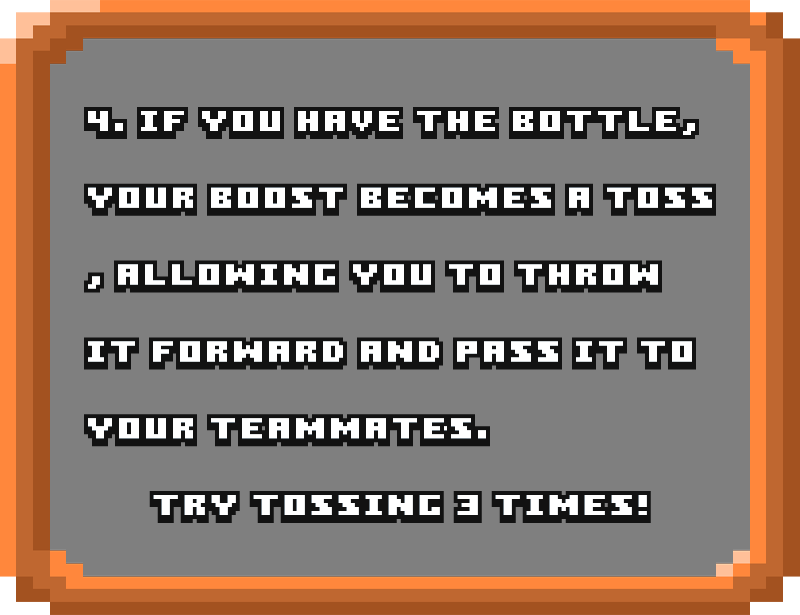 4. IF YOU HAVE THE BOTTLE,
YOUR BOOST BECOMES A TOSS
, ALLOWING YOU TO THROW
IT FORWARD AND PASS IT TO
YOUR TEAMMATES.
TRY TOSSING 3 TIMES!